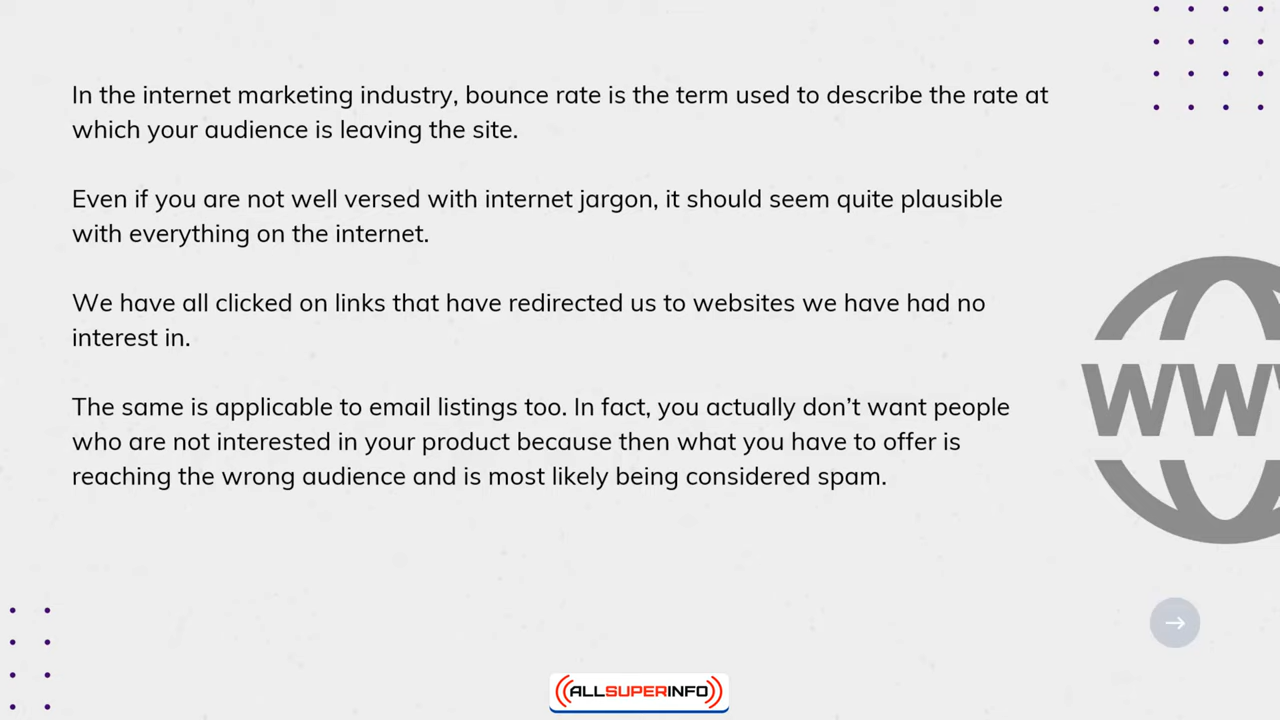 In the internet marketing industry, bounce rate is the term used to describe the rate at
which your audience is leaving the site.
Even if you are not well versed with internet jargon, it should seem quite plausible
with everything on the internet.
We have all clicked on links that have redirected us to websites we have had no
interest in.
The same is applicable to email listings too. In fact, you actually don’t want people
who are not interested in your product because then what you have to offer is
reaching the wrong audience and is most likely being considered spam.
WWW
ALLSUPERINFO